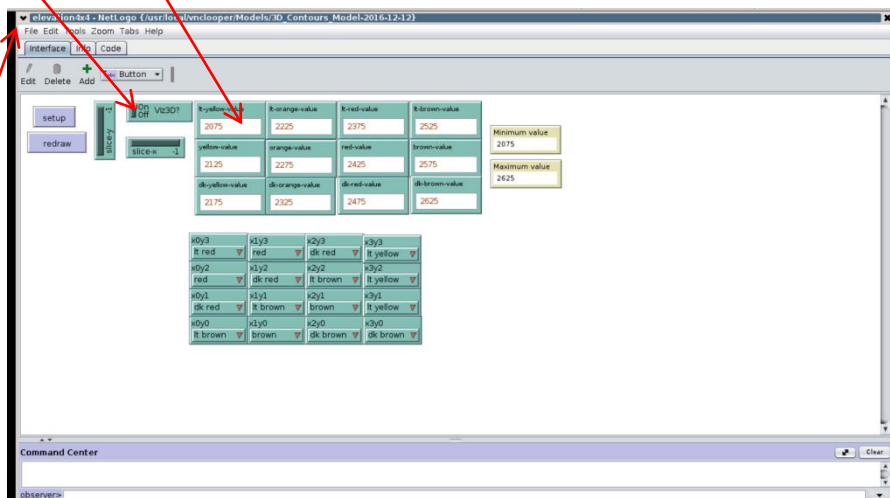 elevation4x4 - NetLogo {/usr/local/vnclooper/Models/3D_Contours_Model-2016-12-12}
File Edit Tools Zoom Tabs Help
Interface Info Code
Edit Delete Add Button
setup
redraw
slice-y -1
On
Off Viz3D?
slice-x -1
lt-yellow-value lt-orange-value lt-red-value lt-brown-value
2075 2225 2375 2525
yellow-value orange-value red-value brown-value
2125 2275 2425 2575
dk-yellow-value dk-orange-value dk-red-value dk-brown-value
2175 2325 2475 2625
Minimum value
2075
Maximum value
2625
x0y3 x1y3 x2y3 x3y3
lt red red dk red lt yellow
x0y2 x1y2 x2y2 x3y2
red dk red lt brown lt yellow
x0y1 x1y1 x2y1 x3y1
dk red lt brown brown lt yellow
x0y0 x1y0 x2y0 x3y0
lt brown brown dk brown dk brown
Command Center Clear
observer>